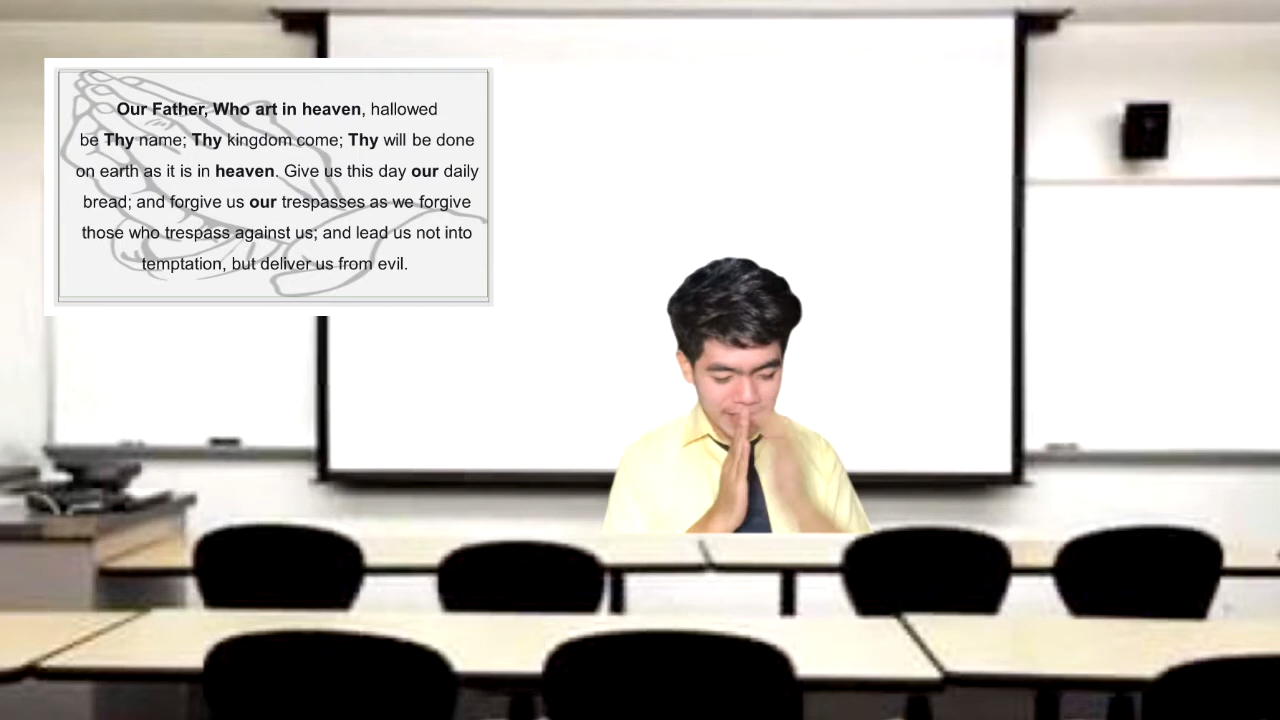 Our Father, Who art in heaven, hallowed
be Thy name; Thy kingdom come; Thy will be done
on earth as it is in heaven. Give us this day our daily
bread; and forgive us our trespasses as we forgive
those who trespass against us; and lead us not into
temptation, but deliver us from evil.